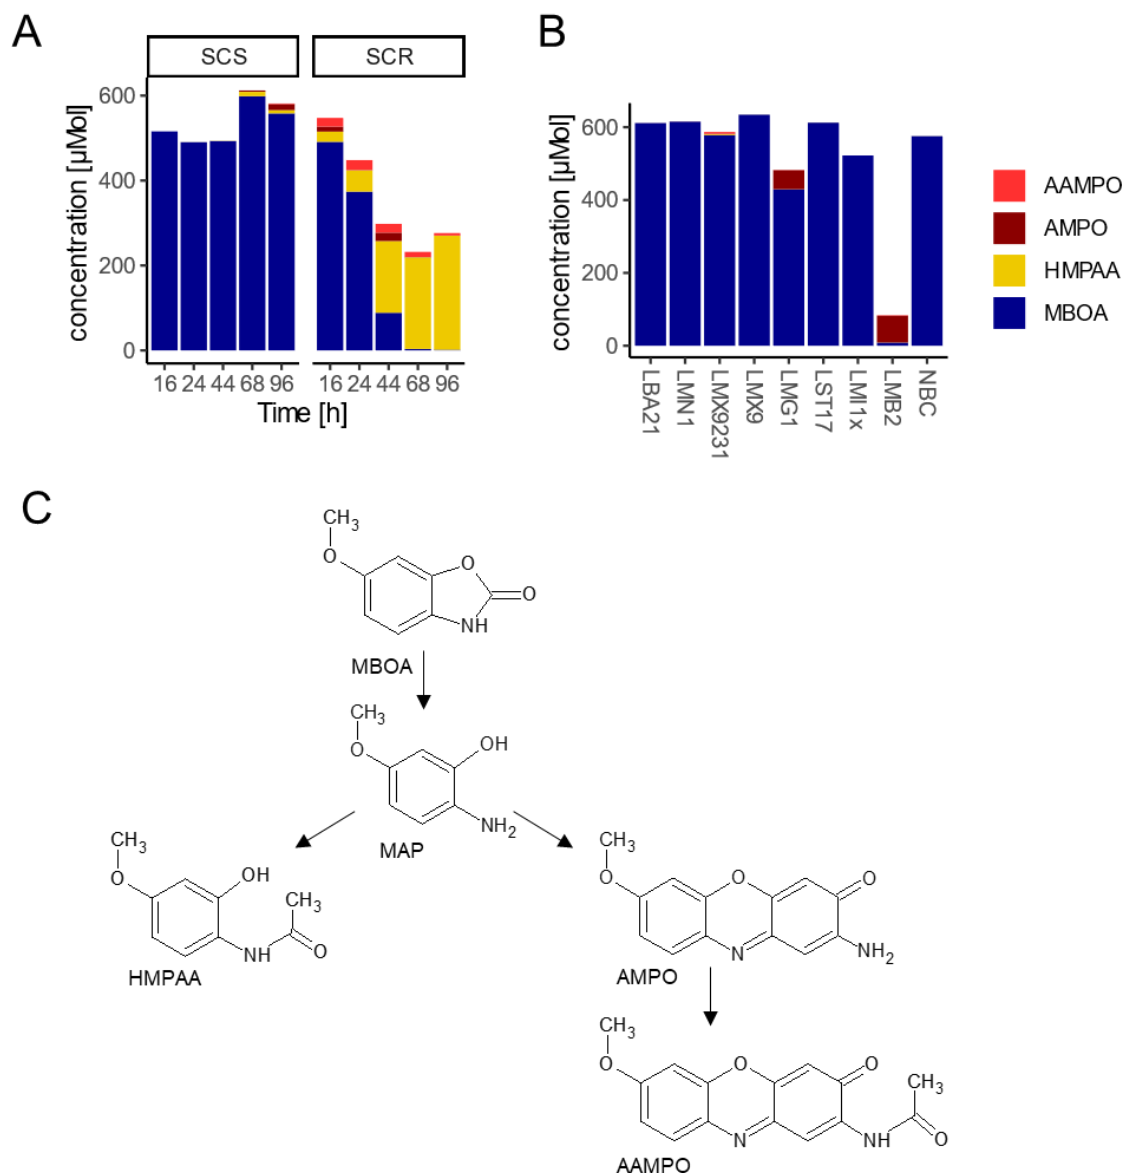 A
SCS
SCR
concentration [µMol]
600
400
200
0
16 24 44 68 96
16 24 44 68 96
Time [h]
B
concentration [µMol]
600
400
200
0
LBA21
LMN1
LMX9231
LMX9
LMG1
LST17
LMI1x
LMB2
NBC
AAMPO
AMPO
HMPAA
MBOA
C
CH3
O
O
O
NH
MBOA
CH3
O
OH
NH2
MAP
CH3
O
OH
CH3
NH
O
HMPAA
CH3
O
O
O
N
NH2
AMPO
CH3
O
O
O
CH3
N
NH
O
AAMPO